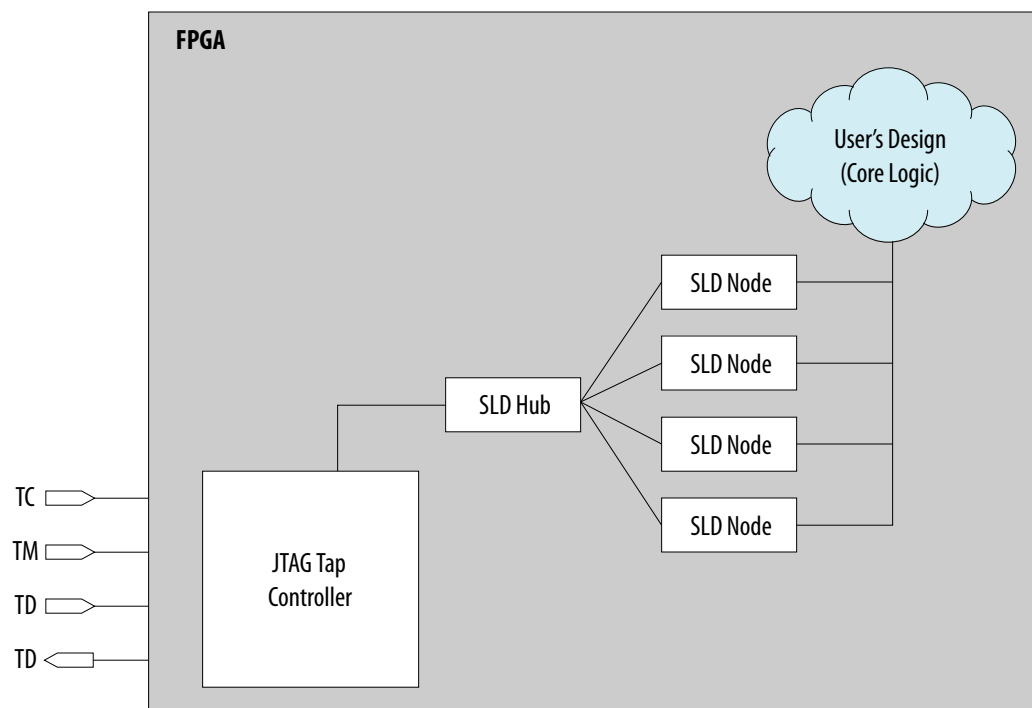 FPGA
User's Design
(Core Logic)
SLD Node
SLD Node
SLD Hub
SLD Node
SLD Node
TC
TM
TD
TD
JTAG Tap
Controller